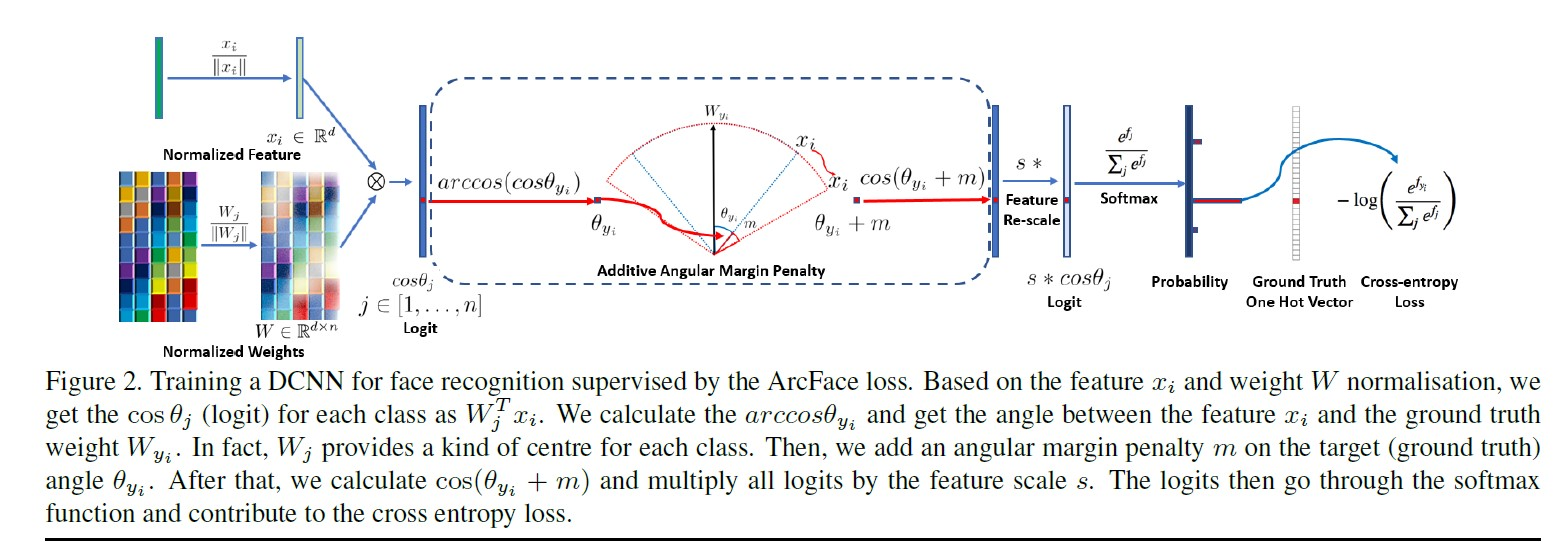 x_i / ‖x_i‖
x_i ∈ ℝ^d
Normalized Feature
W_j / ‖W_j‖
W ∈ ℝ^{d×n}
Normalized Weights
⊗
cosθ_j
j ∈ [1, . . . , n]
Logit
arccos(cosθ_{y_i})
θ_{y_i}
W_{y_i}
x_i
x_i
θ_{y_i}
m
Additive Angular Margin Penalty
cos(θ_{y_i} + m)
θ_{y_i} + m
s *
Feature
Re-scale
s * cosθ_j
Logit
e^{f_j} / ∑_j e^{f_j}
Softmax
Probability
Ground Truth
One Hot Vector
− log( e^{f_{y_i}} / ∑_j e^{f_j} )
Cross-entropy
Loss
Figure 2. Training a DCNN for face recognition supervised by the ArcFace loss. Based on the feature x_i and weight W normalisation, we
get the cos θ_j (logit) for each class as W_j^T x_i. We calculate the arccosθ_{y_i} and get the angle between the feature x_i and the ground truth
weight W_{y_i}. In fact, W_j provides a kind of centre for each class. Then, we add an angular margin penalty m on the target (ground truth)
angle θ_{y_i}. After that, we calculate cos(θ_{y_i} + m) and multiply all logits by the feature scale s. The logits then go through the softmax
function and contribute to the cross entropy loss.